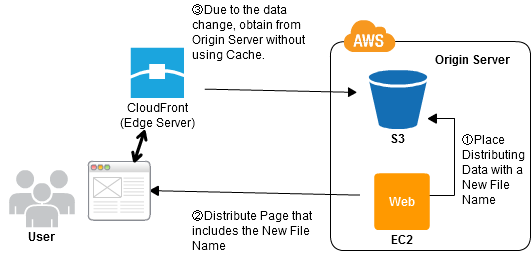 ③Due to the data
change, obtain from
Origin Server without
using Cache.
AWS
Origin Server
CloudFront
(Edge Server)
S3
①Place
Distributing
Data with a
New File
Name
Web
EC2
②Distribute Page that
includes the New File
Name
User